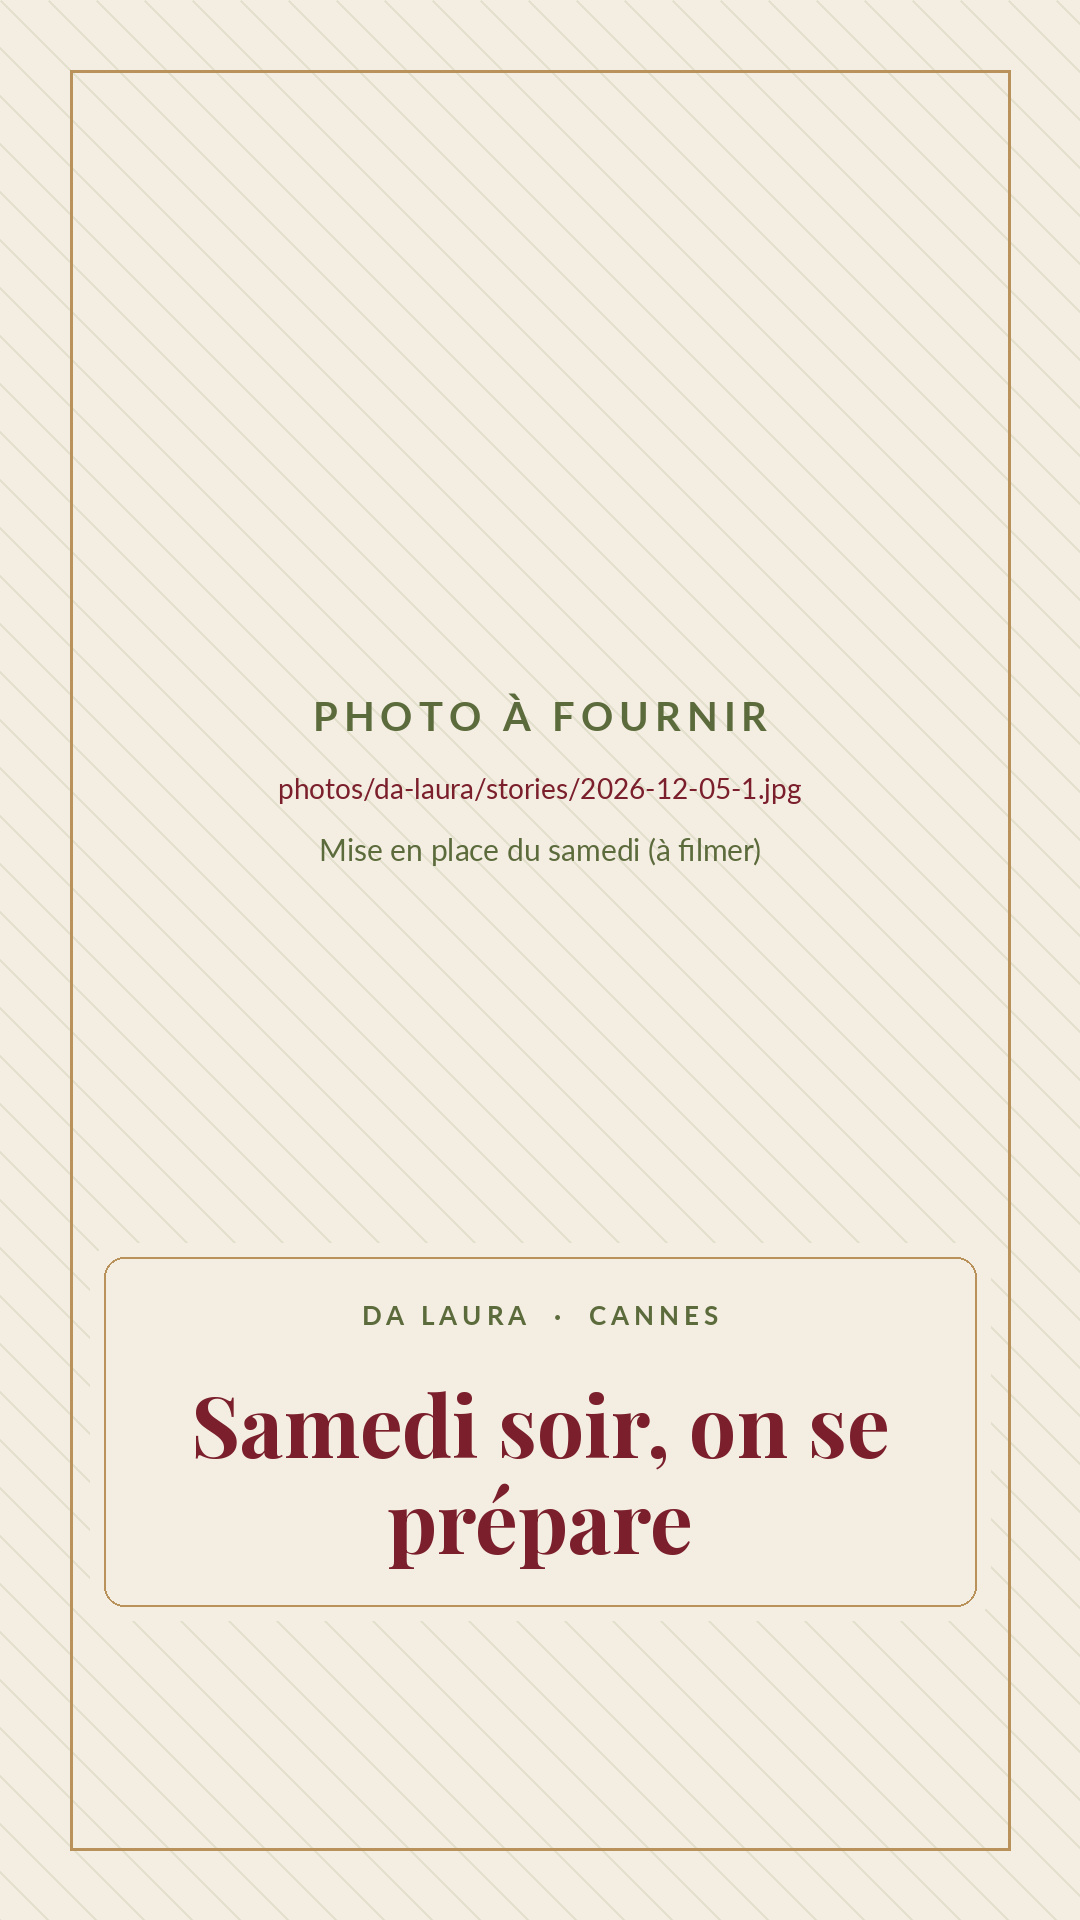 PHOTO À FOURNIR
photos/da-laura/stories/2026-12-05-1.jpg
Mise en place du samedi (à filmer)
DA LAURA · CANNES
Samedi soir, on se
prépare